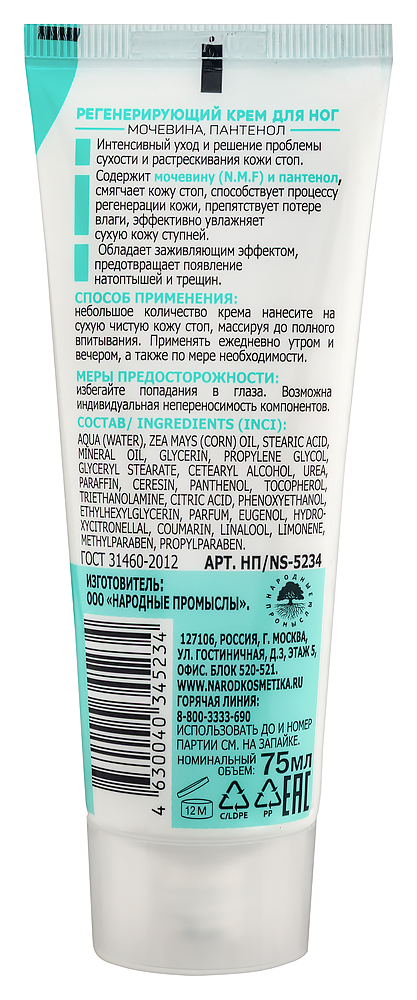 РЕГЕНЕРИРУЮЩИЙ КРЕМ ДЛЯ НОГ
МОЧЕВИНА, ПАНТЕНОЛ
Интенсивный уход и решение проблемы
сухости и растрескивания кожи стоп.
Содержит мочевину (N.M.F) и пантенол,
смягчает кожу стоп, способствует процессу
регенерации кожи, препятствует потере
влаги, эффективно увлажняет
сухую кожу ступней.
Обладает заживляющим эффектом,
предотвращает появление
натоптышей и трещин.
СПОСОБ ПРИМЕНЕНИЯ:
небольшое количество крема нанесите на
сухую чистую кожу стоп, массируя до полного
впитывания. Применять ежедневно утром и
вечером, а также по мере необходимости.
МЕРЫ ПРЕДОСТОРОЖНОСТИ:
избегайте попадания в глаза. Возможна
индивидуальная непереносимость компонентов.
СОСТАВ/ INGREDIENTS (INCI):
AQUA (WATER), ZEA MAYS (CORN) OIL, STEARIC ACID,
MINERAL OIL, GLYCERIN, PROPYLENE GLYCOL,
GLYCERYL STEARATE, CETEARYL ALCOHOL, UREA,
PARAFFIN, CERESIN, PANTHENOL, TOCOPHEROL,
TRIETHANOLAMINE, CITRIC ACID, PHENOXYETHANOL,
ETHYLHEXYLGLYCERIN, PARFUM, EUGENOL, HYDRO-
XYCITRONELLAL, COUMARIN, LINALOOL, LIMONENE,
METHYLPARABEN, PROPYLPARABEN.
ГОСТ 31460-2012 АРТ. НП/NS-5234
ИЗГОТОВИТЕЛЬ:
ООО «НАРОДНЫЕ ПРОМЫСЛЫ».
НАРОДНЫЕ
ПРОМЫСЛЫ
127106, РОССИЯ, Г. МОСКВА,
УЛ. ГОСТИНИЧНАЯ, Д.3, ЭТАЖ 5,
ОФИС. БЛОК 520-521.
WWW.NARODKOSMETIKA.RU
ГОРЯЧАЯ ЛИНИЯ:
8-800-3333-690
ИСПОЛЬЗОВАТЬ ДО И НОМЕР
ПАРТИИ СМ. НА ЗАПАЙКЕ.
НОМИНАЛЬНЫЙ
ОБЪЕМ: 75МЛ
4 630040 345234
12 M
C/LDPE
PP
EAC